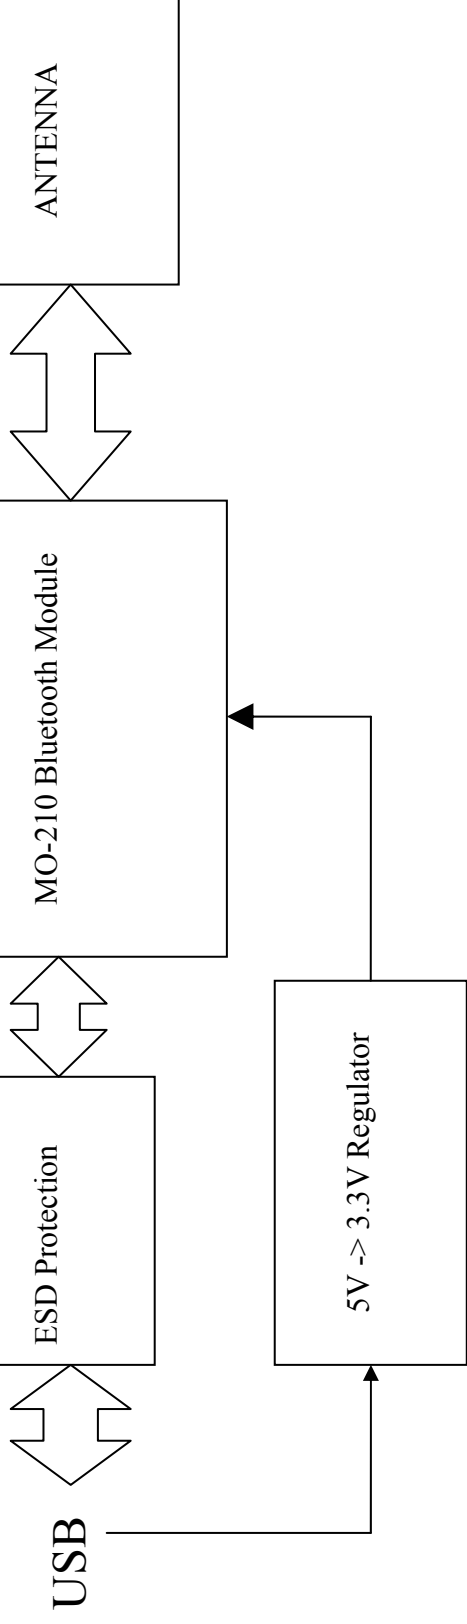 USB
ESD Protection
MO-210 Bluetooth Module
ANTENNA
5V -> 3.3V Regulator